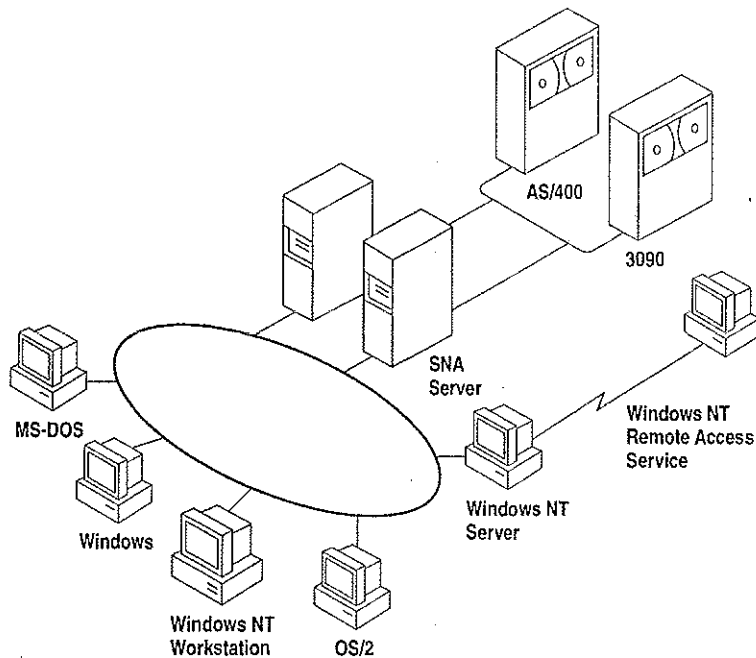 AS/400
3090
SNA
Server
MS-DOS
Windows NT
Remote Access
Service
Windows NT
Server
Windows
Windows NT
Workstation
OS/2